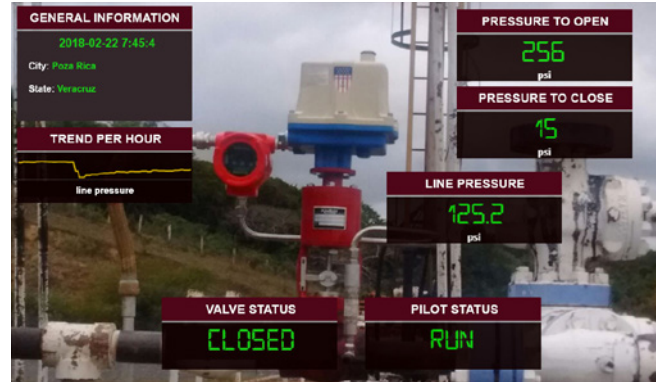 GENERAL INFORMATION
2018-02-22 7:45:4
City: Poza Rica
State: Veracruz
TREND PER HOUR
line pressure
PRESSURE TO OPEN
256
psi
PRESSURE TO CLOSE
15
psi
LINE PRESSURE
125.2
psi
VALVE STATUS
CLOSED
PILOT STATUS
RUN